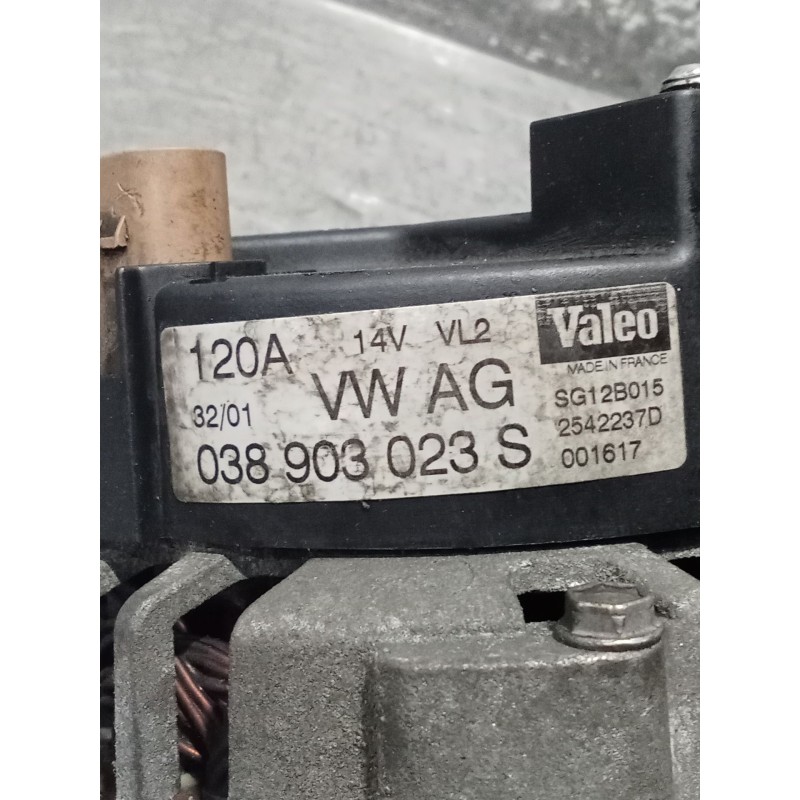 120A 14V VL2 Valeo
MADE IN FRANCE
32/01 VW AG SG12B015
038 903 023 S 2542237D
001617